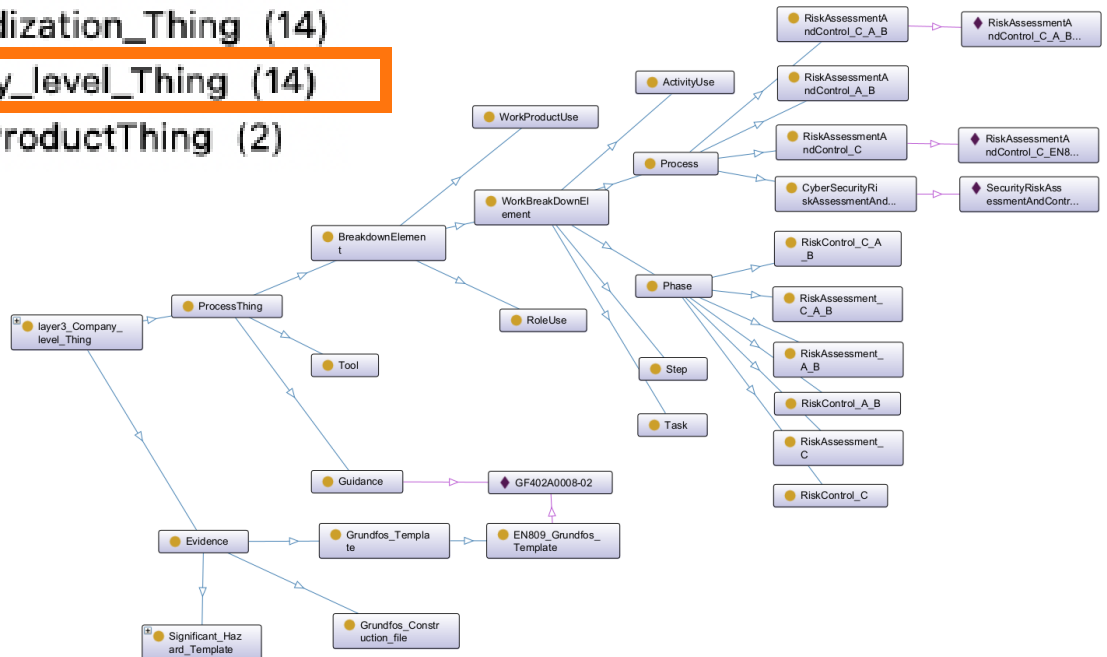 dization_Thing (14)
y_level_Thing (14)
roductThing (2)
RiskAssessmentA
ndControl_C_A_B
RiskAssessmentA
ndControl_C_A_B...
ActivityUse
RiskAssessmentA
ndControl_A_B
WorkProductUse
RiskAssessmentA
ndControl_C
RiskAssessmentA
ndControl_C_EN8...
Process
CyberSecurityRi
skAssessmentAnd...
SecurityRiskAss
essmentAndContr...
WorkBreakDownEl
ement
BreakdownElemen
t
RiskControl_C_A
_B
Phase
RiskAssessment_
C_A_B
ProcessThing
RoleUse
layer3_Company_
level_Thing
RiskAssessment_
A_B
Tool
Step
RiskControl_A_B
Task
RiskAssessment_
C
Guidance
GF402A0008-02
RiskControl_C
Evidence
Grundfos_Templa
te
EN809_Grundfos_
Template
Significant_Haz
ard_Template
Grundfos_Constr
uction_file